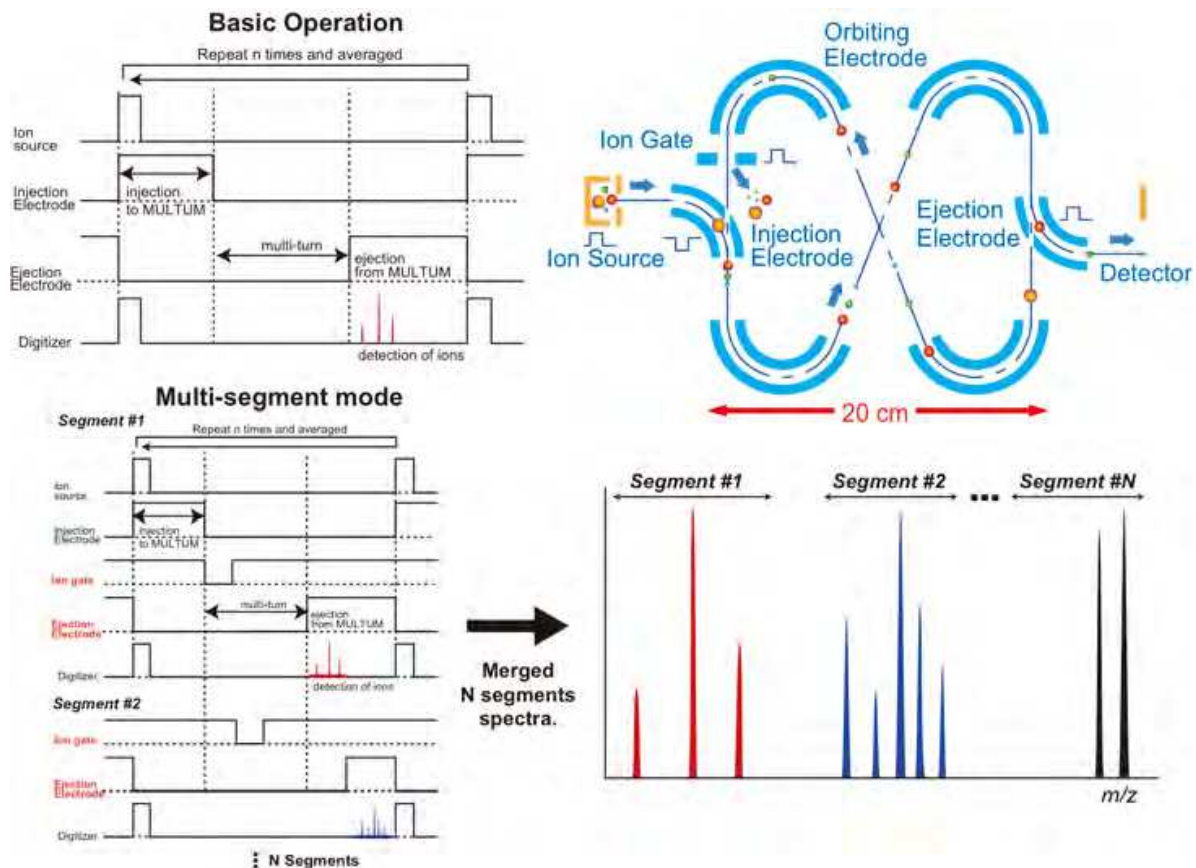 Basic Operation
Repeat n times and averaged
Ion
source
Injection
Electrode
injection
to MULTUM
multi-turn
Ejection
Electrode
ejection
from MULTUM
Digitizer
detection of ions
Orbiting
Electrode
Ion Gate
Ion Source
Injection
Electrode
Ejection
Electrode
Detector
20 cm
Multi-segment mode
Segment #1
Repeat n times and averaged
Ion
source
Injection
Electrode
injection
to MULTUM
Ion gate
multi-turn
Ejection
Electrode
ejection
from MULTUM
Digitizer
detection of ions
Segment #2
Ion gate
Ejection
Electrode
Digitizer
N Segments
Merged
N segments
spectra.
Segment #1
Segment #2
Segment #N
m/z